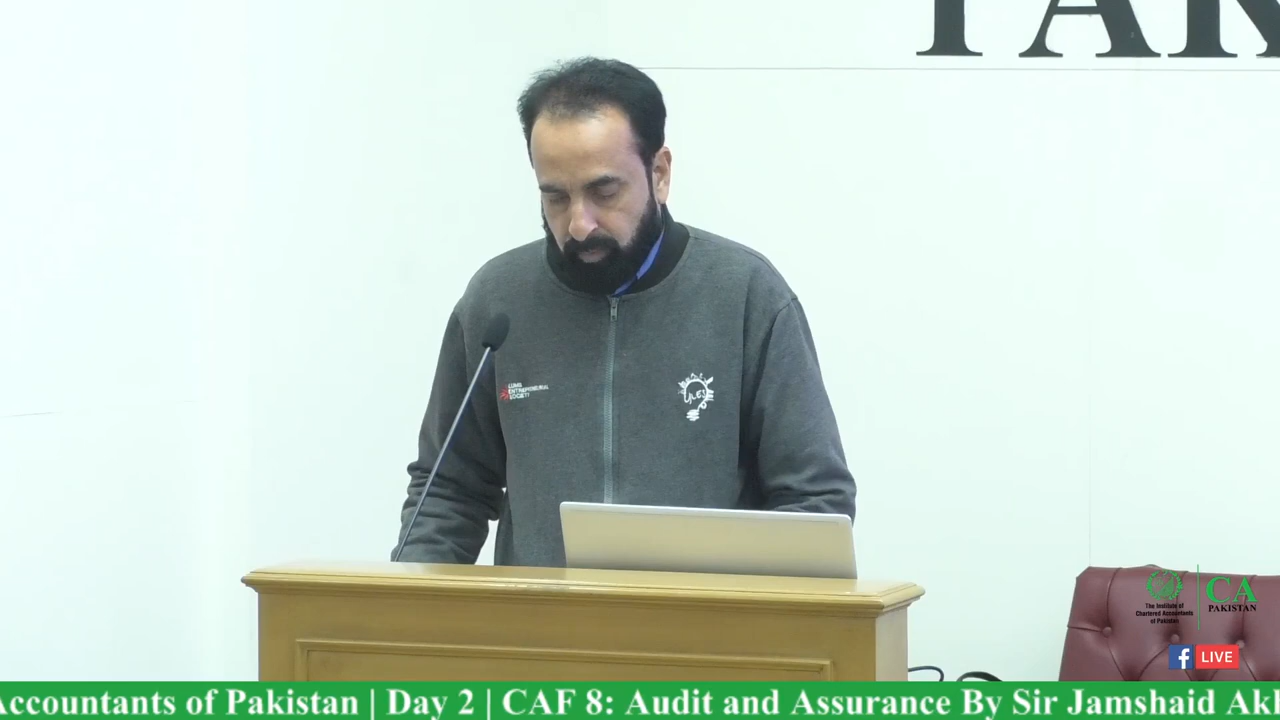 PAK
LUMS
ENTREPRENEURIAL
SOCIETY
YLES
The Institute of
Chartered Accountants
of Pakistan
CA
PAKISTAN
f LIVE
Accountants of Pakistan | Day 2 | CAF 8: Audit and Assurance By Sir Jamshaid Akh